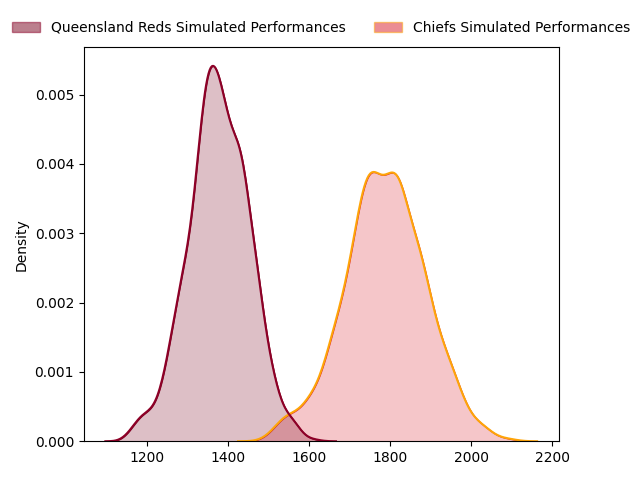 Queensland Reds Simulated Performances
Chiefs Simulated Performances
Density
0.005
0.004
0.003
0.002
0.001
0.000
1200 1400 1600 1800 2000 2200